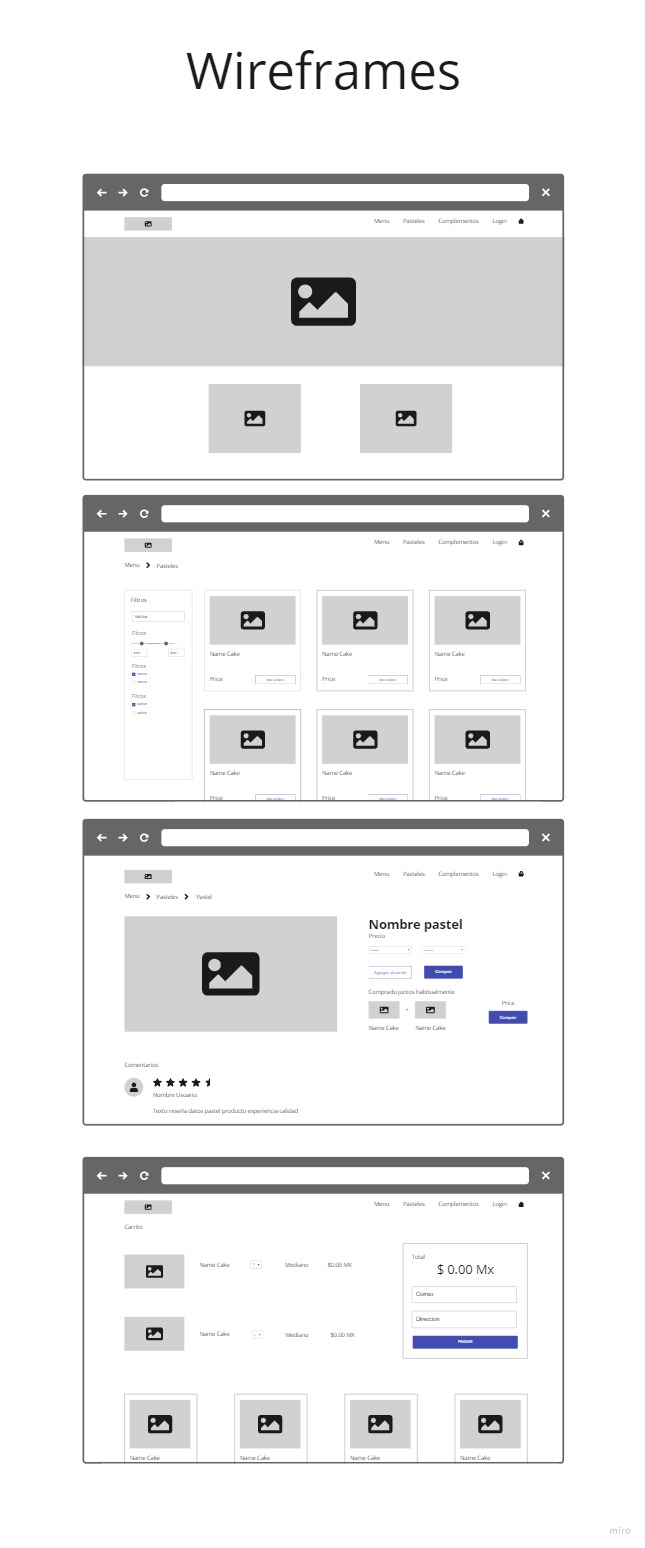 Wireframes
Menu Pasteles Complementos Login
Menu Pasteles Complementos Login
Menu Pasteles
Filtros
Filtros
Filtros
Filtros
Name Cake
Price
Name Cake
Price
Name Cake
Price
Name Cake
Price
Name Cake
Price
Name Cake
Price
Menu Pasteles Complementos Login
Menu Pasteles Pastel
Nombre pastel
Precio
Agregar al carrito Comprar
Comprado juntos habitualmente
+
Name Cake Name Cake
Price
Comprar
Comentarios
Nombre Usuario
Texto reseña datos pastel producto experiencia calidad
Menu Pasteles Complementos Login
Carrito
Name Cake 1 Mediano $0.00 MX
Name Cake 1 Mediano $0.00 MX
Total
$ 0.00 Mx
Correo
Direccion
PAGAR
Name Cake Name Cake Name Cake Name Cake
miro